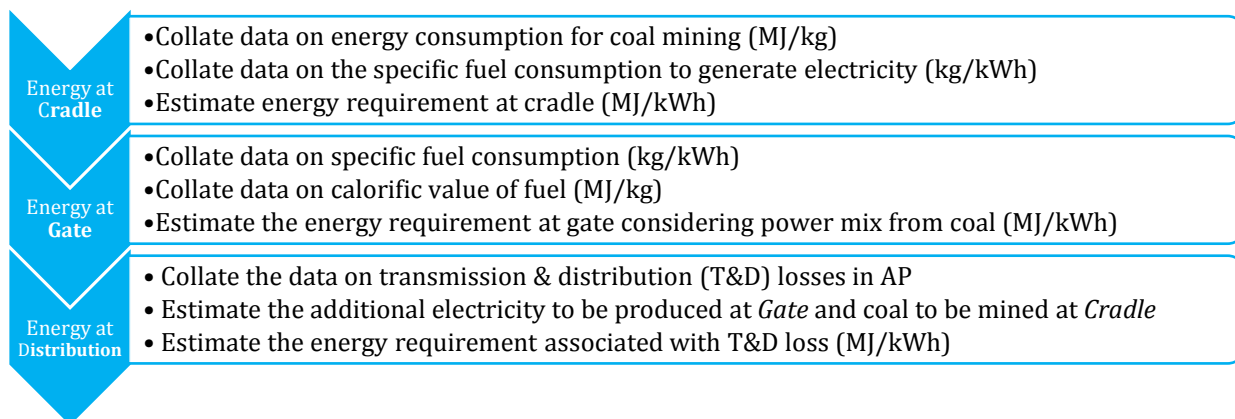 Energy at
Cradle
•Collate data on energy consumption for coal mining (MJ/kg)
•Collate data on the specific fuel consumption to generate electricity (kg/kWh)
•Estimate energy requirement at cradle (MJ/kWh)
Energy at
Gate
•Collate data on specific fuel consumption (kg/kWh)
•Collate data on calorific value of fuel (MJ/kg)
•Estimate the energy requirement at gate considering power mix from coal (MJ/kWh)
Energy at
Distribution
• Collate the data on transmission & distribution (T&D) losses in AP
• Estimate the additional electricity to be produced at Gate and coal to be mined at Cradle
• Estimate the energy requirement associated with T&D loss (MJ/kWh)